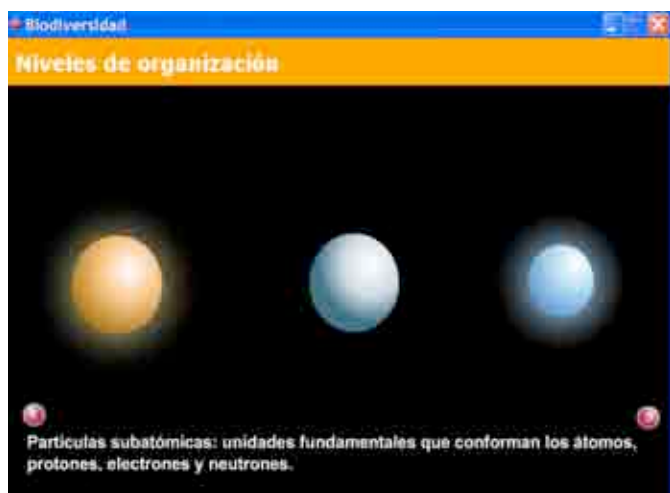 Biodiversidad
Niveles de organización
Partículas subatómicas: unidades fundamentales que conforman los átomos,
protones, electrones y neutrones.